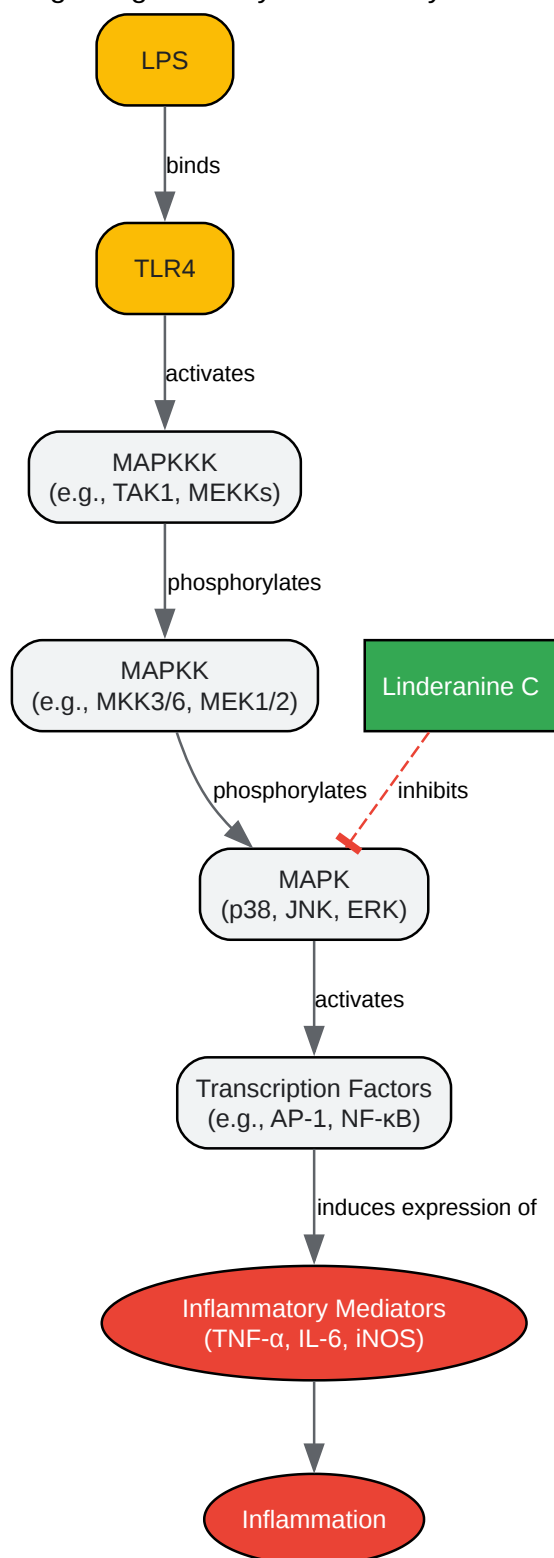 LPS
binds
TLR4
activates
MAPKKK
(e.g., TAK1, MEKKs)
phosphorylates
MAPKK
(e.g., MKK3/6, MEK1/2)
Linderanine C
phosphorylates
inhibits
MAPK
(p38, JNK, ERK)
activates
Transcription Factors
(e.g., AP-1, NF-κB)
induces expression of
Inflammatory Mediators
(TNF-α, IL-6, iNOS)
Inflammation